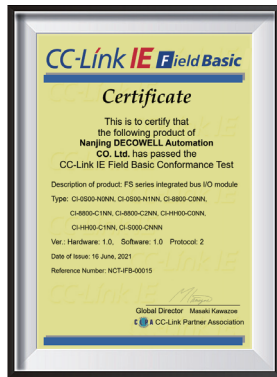 CC-Link IE Field Basic
Certificate
This is to certify that
the following product of
Nanjing DECOWELL Automation
CO. Ltd. has passed the
CC-Link IE Field Basic Conformance Test
Description of product: FS series integrated bus I/O module
Type: CI-0S00-N0NN, CI-0S00-N1NN, CI-8800-C0NN,
CI-8800-C1NN, CI-8800-C2NN, CI-HH00-C0NN,
CI-HH00-C1NN, CI-S000-CNNN
Ver.: Hardware: 1.0, Software: 1.0 Protocol: 2
Date of Issue: 16 June, 2021
Reference Number: NCT-IFB-00015
Global Director Masaki Kawazoe
CLPA CC-Link Partner Association